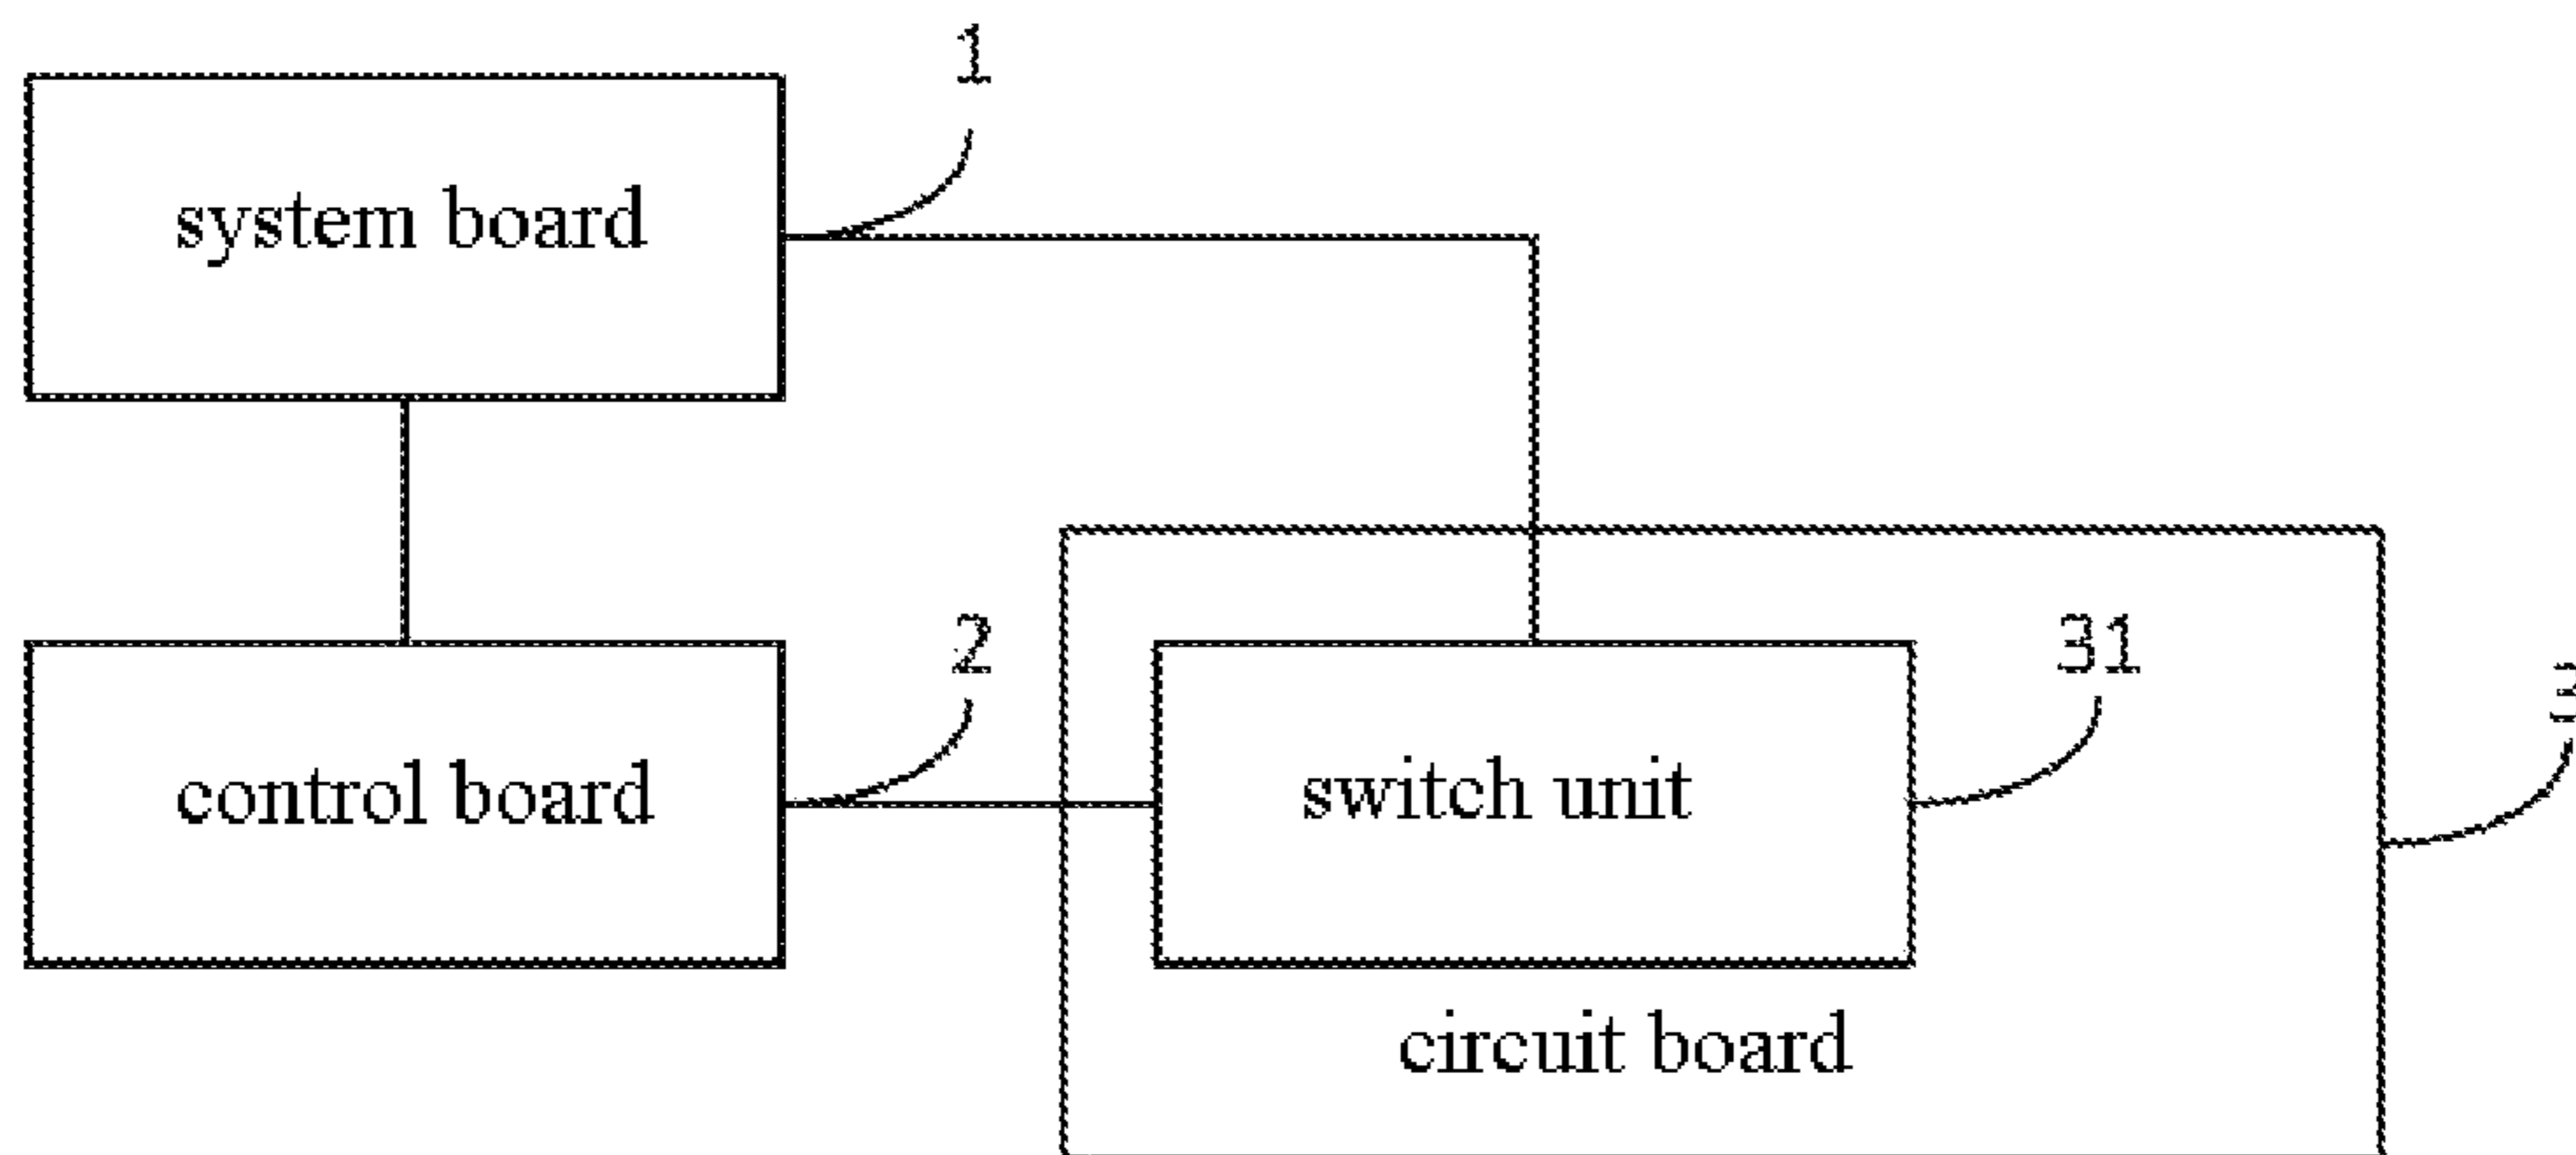 1
system board
2
31
control board
switch unit
circuit board